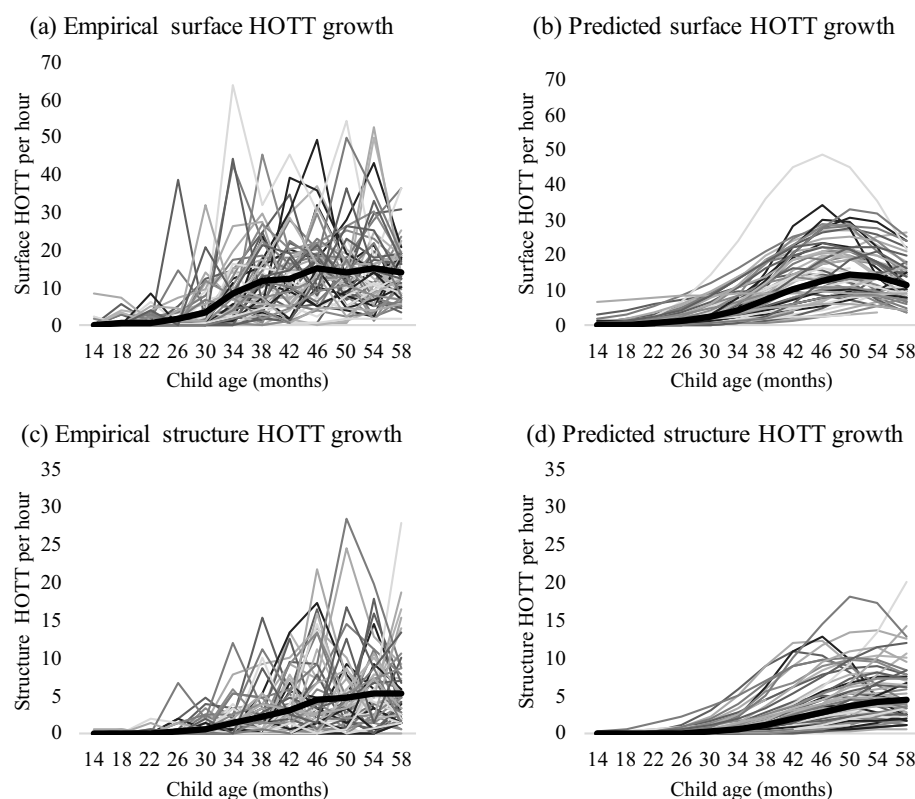 (a) Empirical surface HOTT growth
70
60
50
40
30
20
10
0
Surface HOTT per hour
14 18 22 26 30 34 38 42 46 50 54 58
Child age (months)
(b) Predicted surface HOTT growth
70
60
50
40
30
20
10
0
Surface HOTT per hour
14 18 22 26 30 34 38 42 46 50 54 58
Child age (months)
(c) Empirical structure HOTT growth
35
30
25
20
15
10
5
0
Structure HOTT per hour
14 18 22 26 30 34 38 42 46 50 54 58
Child age (months)
(d) Predicted structure HOTT growth
35
30
25
20
15
10
5
0
Structure HOTT per hour
14 18 22 26 30 34 38 42 46 50 54 58
Child age (months)